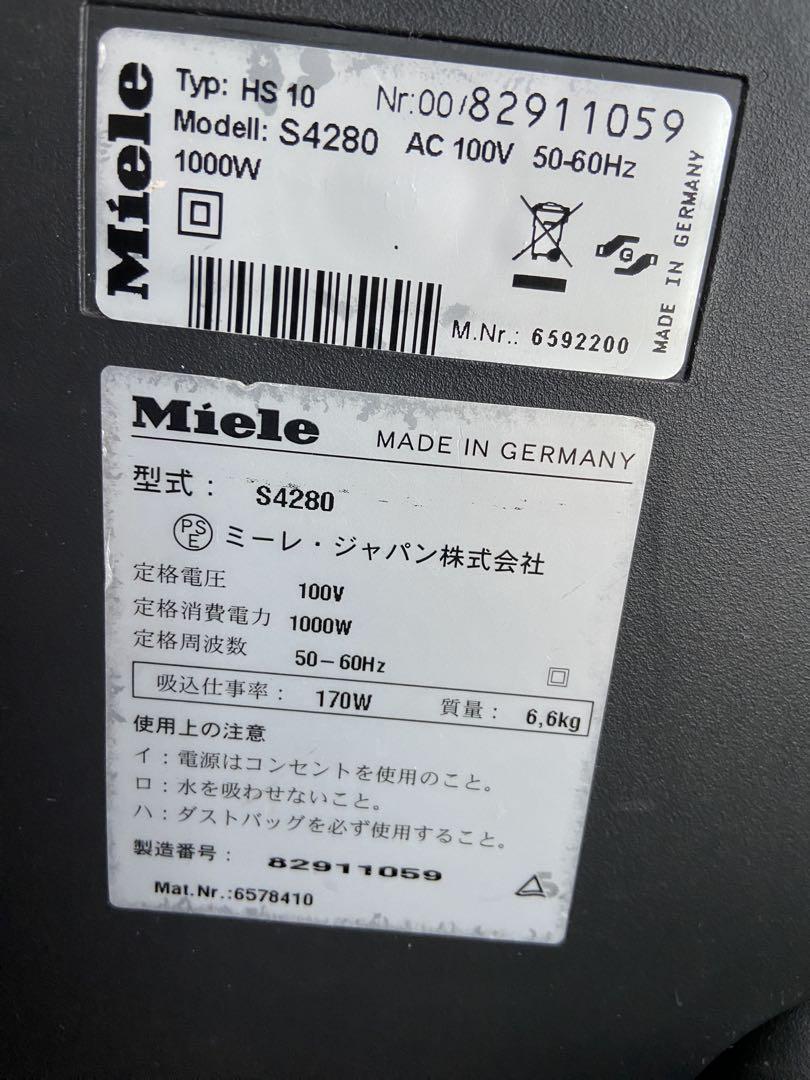 Miele
Typ: HS 10 Nr:00/82911059
Modell: S4280 AC 100V 50-60Hz
1000W
M.Nr.: 6592200
MADE IN GERMANY
Miele MADE IN GERMANY
型式： S4280
PSE ミーレ・ジャパン株式会社
定格電圧 100V
定格消費電力 1000W
定格周波数 50－60Hz
吸込仕事率： 170W 質量： 6,6kg
使用上の注意
イ：電源はコンセントを使用のこと。
ロ：水を吸わせないこと。
ハ：ダストバッグを必ず使用すること。
製造番号： 82911059
Mat.Nr.:6578410